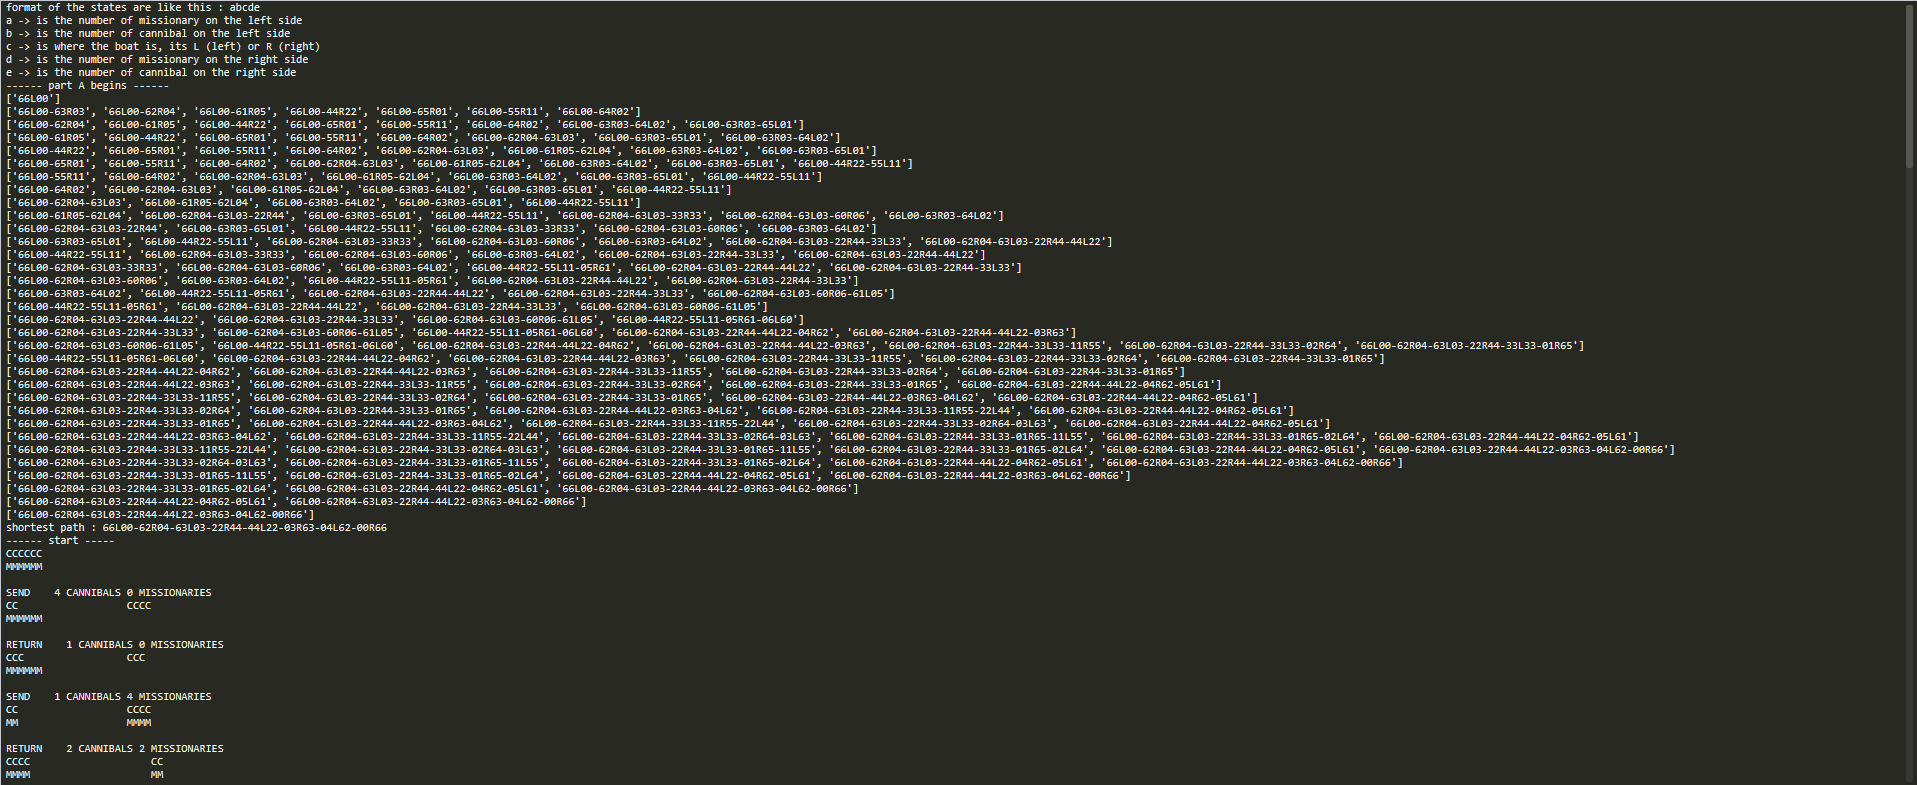 format of the states are like this : abcde
a -> is the number of missionary on the left side
b -> is the number of cannibal on the left side
c -> is where the boat is, its L (left) or R (right)
d -> is the number of missionary on the right side
e -> is the number of cannibal on the right side
------ part A begins ------
['66L00']
['66L00-63R03', '66L00-62R04', '66L00-61R05', '66L00-44R22', '66L00-65R01', '66L00-55R11', '66L00-64R02']
['66L00-62R04', '66L00-61R05', '66L00-44R22', '66L00-65R01', '66L00-55R11', '66L00-64R02', '66L00-63R03-64L02', '66L00-63R03-65L01']
['66L00-61R05', '66L00-44R22', '66L00-65R01', '66L00-55R11', '66L00-64R02', '66L00-62R04-63L03', '66L00-63R03-65L01', '66L00-63R03-64L02']
['66L00-44R22', '66L00-65R01', '66L00-55R11', '66L00-64R02', '66L00-62R04-63L03', '66L00-61R05-62L04', '66L00-63R03-64L02', '66L00-63R03-65L01']
['66L00-65R01', '66L00-55R11', '66L00-64R02', '66L00-62R04-63L03', '66L00-61R05-62L04', '66L00-63R03-64L02', '66L00-63R03-65L01', '66L00-44R22-55L11']
['66L00-55R11', '66L00-64R02', '66L00-62R04-63L03', '66L00-61R05-62L04', '66L00-63R03-64L02', '66L00-63R03-65L01', '66L00-44R22-55L11']
['66L00-64R02', '66L00-62R04-63L03', '66L00-61R05-62L04', '66L00-63R03-64L02', '66L00-63R03-65L01', '66L00-44R22-55L11']
['66L00-62R04-63L03', '66L00-61R05-62L04', '66L00-63R03-64L02', '66L00-63R03-65L01', '66L00-44R22-55L11']
['66L00-61R05-62L04', '66L00-62R04-63L03-22R44', '66L00-63R03-65L01', '66L00-44R22-55L11', '66L00-62R04-63L03-33R33', '66L00-62R04-63L03-60R06', '66L00-63R03-64L02']
['66L00-62R04-63L03-22R44', '66L00-63R03-65L01', '66L00-44R22-55L11', '66L00-62R04-63L03-33R33', '66L00-62R04-63L03-60R06', '66L00-63R03-64L02']
['66L00-63R03-65L01', '66L00-44R22-55L11', '66L00-62R04-63L03-33R33', '66L00-62R04-63L03-60R06', '66L00-63R03-64L02', '66L00-62R04-63L03-22R44-33L33', '66L00-62R04-63L03-22R44-44L22']
['66L00-44R22-55L11', '66L00-62R04-63L03-33R33', '66L00-62R04-63L03-60R06', '66L00-63R03-64L02', '66L00-62R04-63L03-22R44-33L33', '66L00-62R04-63L03-22R44-44L22']
['66L00-62R04-63L03-33R33', '66L00-62R04-63L03-60R06', '66L00-63R03-64L02', '66L00-44R22-55L11-05R61', '66L00-62R04-63L03-22R44-44L22', '66L00-62R04-63L03-22R44-33L33']
['66L00-62R04-63L03-60R06', '66L00-63R03-64L02', '66L00-44R22-55L11-05R61', '66L00-62R04-63L03-22R44-44L22', '66L00-62R04-63L03-22R44-33L33']
['66L00-63R03-64L02', '66L00-44R22-55L11-05R61', '66L00-62R04-63L03-22R44-44L22', '66L00-62R04-63L03-22R44-33L33', '66L00-62R04-63L03-60R06-61L05']
['66L00-44R22-55L11-05R61', '66L00-62R04-63L03-22R44-44L22', '66L00-62R04-63L03-22R44-33L33', '66L00-62R04-63L03-60R06-61L05']
['66L00-62R04-63L03-22R44-44L22', '66L00-62R04-63L03-22R44-33L33', '66L00-62R04-63L03-60R06-61L05', '66L00-44R22-55L11-05R61-06L60']
['66L00-62R04-63L03-22R44-33L33', '66L00-62R04-63L03-60R06-61L05', '66L00-44R22-55L11-05R61-06L60', '66L00-62R04-63L03-22R44-44L22-04R62', '66L00-62R04-63L03-22R44-44L22-03R63']
['66L00-62R04-63L03-60R06-61L05', '66L00-44R22-55L11-05R61-06L60', '66L00-62R04-63L03-22R44-44L22-04R62', '66L00-62R04-63L03-22R44-44L22-03R63', '66L00-62R04-63L03-22R44-33L33-11R55', '66L00-62R04-63L03-22R44-33L33-02R64', '66L00-62R04-63L03-22R44-33L33-01R65']
['66L00-44R22-55L11-05R61-06L60', '66L00-62R04-63L03-22R44-44L22-04R62', '66L00-62R04-63L03-22R44-44L22-03R63', '66L00-62R04-63L03-22R44-33L33-11R55', '66L00-62R04-63L03-22R44-33L33-02R64', '66L00-62R04-63L03-22R44-33L33-01R65']
['66L00-62R04-63L03-22R44-44L22-04R62', '66L00-62R04-63L03-22R44-44L22-03R63', '66L00-62R04-63L03-22R44-33L33-11R55', '66L00-62R04-63L03-22R44-33L33-02R64', '66L00-62R04-63L03-22R44-33L33-01R65']
['66L00-62R04-63L03-22R44-44L22-03R63', '66L00-62R04-63L03-22R44-33L33-11R55', '66L00-62R04-63L03-22R44-33L33-02R64', '66L00-62R04-63L03-22R44-33L33-01R65', '66L00-62R04-63L03-22R44-44L22-04R62-05L61']
['66L00-62R04-63L03-22R44-33L33-11R55', '66L00-62R04-63L03-22R44-33L33-02R64', '66L00-62R04-63L03-22R44-33L33-01R65', '66L00-62R04-63L03-22R44-44L22-03R63-04L62', '66L00-62R04-63L03-22R44-44L22-04R62-05L61']
['66L00-62R04-63L03-22R44-33L33-02R64', '66L00-62R04-63L03-22R44-33L33-01R65', '66L00-62R04-63L03-22R44-44L22-03R63-04L62', '66L00-62R04-63L03-22R44-33L33-11R55-22L44', '66L00-62R04-63L03-22R44-44L22-04R62-05L61']
['66L00-62R04-63L03-22R44-33L33-01R65', '66L00-62R04-63L03-22R44-44L22-03R63-04L62', '66L00-62R04-63L03-22R44-33L33-11R55-22L44', '66L00-62R04-63L03-22R44-33L33-02R64-03L63', '66L00-62R04-63L03-22R44-44L22-04R62-05L61']
['66L00-62R04-63L03-22R44-44L22-03R63-04L62', '66L00-62R04-63L03-22R44-33L33-11R55-22L44', '66L00-62R04-63L03-22R44-33L33-02R64-03L63', '66L00-62R04-63L03-22R44-33L33-01R65-11L55', '66L00-62R04-63L03-22R44-33L33-01R65-02L64', '66L00-62R04-63L03-22R44-44L22-04R62-05L61']
['66L00-62R04-63L03-22R44-33L33-11R55-22L44', '66L00-62R04-63L03-22R44-33L33-02R64-03L63', '66L00-62R04-63L03-22R44-33L33-01R65-11L55', '66L00-62R04-63L03-22R44-33L33-01R65-02L64', '66L00-62R04-63L03-22R44-44L22-04R62-05L61', '66L00-62R04-63L03-22R44-44L22-03R63-04L62-00R66']
['66L00-62R04-63L03-22R44-33L33-02R64-03L63', '66L00-62R04-63L03-22R44-33L33-01R65-11L55', '66L00-62R04-63L03-22R44-33L33-01R65-02L64', '66L00-62R04-63L03-22R44-44L22-04R62-05L61', '66L00-62R04-63L03-22R44-44L22-03R63-04L62-00R66']
['66L00-62R04-63L03-22R44-33L33-01R65-11L55', '66L00-62R04-63L03-22R44-33L33-01R65-02L64', '66L00-62R04-63L03-22R44-44L22-04R62-05L61', '66L00-62R04-63L03-22R44-44L22-03R63-04L62-00R66']
['66L00-62R04-63L03-22R44-33L33-01R65-02L64', '66L00-62R04-63L03-22R44-44L22-04R62-05L61', '66L00-62R04-63L03-22R44-44L22-03R63-04L62-00R66']
['66L00-62R04-63L03-22R44-44L22-04R62-05L61', '66L00-62R04-63L03-22R44-44L22-03R63-04L62-00R66']
['66L00-62R04-63L03-22R44-44L22-03R63-04L62-00R66']
shortest path : 66L00-62R04-63L03-22R44-44L22-03R63-04L62-00R66
------ start -----
CCCCCC
MMMMMM
SEND    4 CANNIBALS 0 MISSIONARIES
CC                  CCCC
MMMMMM
RETURN    1 CANNIBALS 0 MISSIONARIES
CCC                 CCC
MMMMMM
SEND    1 CANNIBALS 4 MISSIONARIES
CC                  CCCC
MM                  MMMM
RETURN    2 CANNIBALS 2 MISSIONARIES
CCCC                    CC
MMMM                    MM